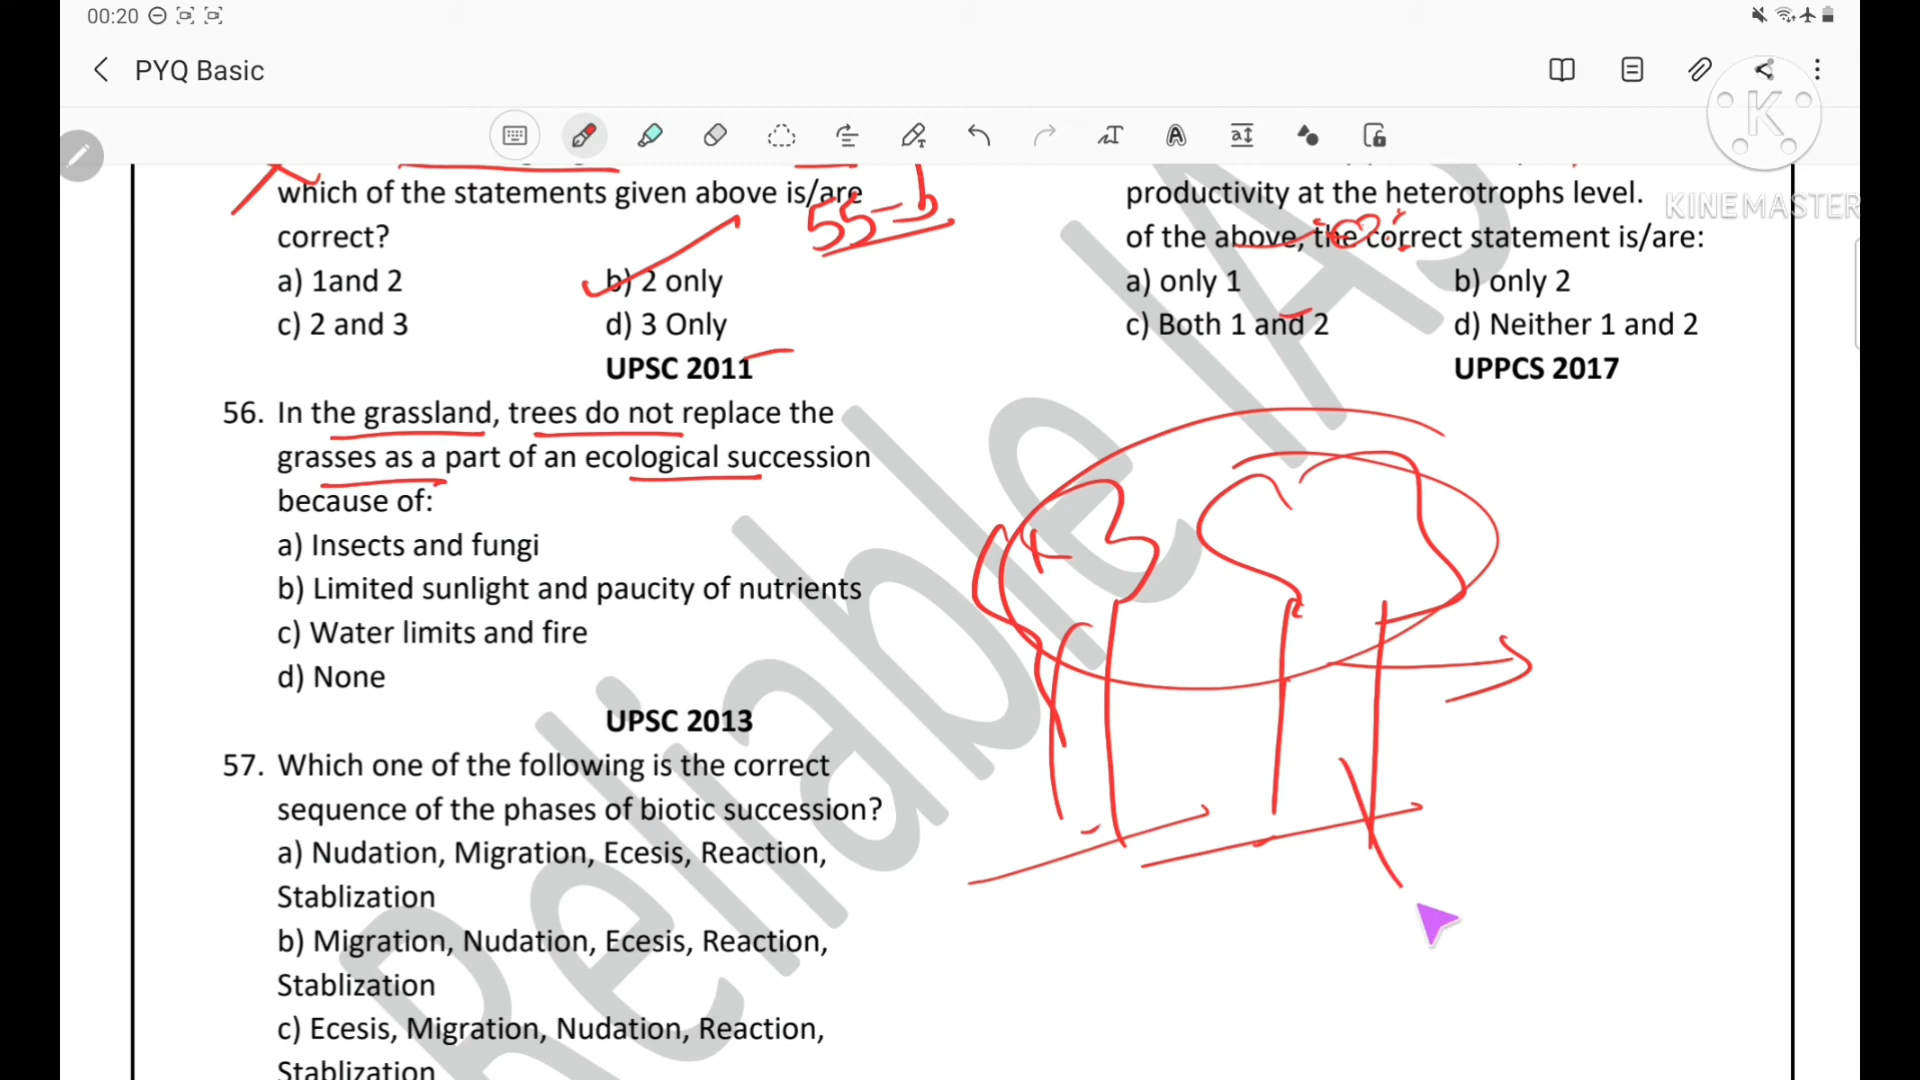 00:20
PYQ Basic
KINEMASTER
which of the statements given above is/are
correct?
55-b
a) 1and 2
b) 2 only
c) 2 and 3
d) 3 Only
UPSC 2011
56. In the grassland, trees do not replace the
grasses as a part of an ecological succession
because of:
a) Insects and fungi
b) Limited sunlight and paucity of nutrients
c) Water limits and fire
d) None
UPSC 2013
57. Which one of the following is the correct
sequence of the phases of biotic succession?
a) Nudation, Migration, Ecesis, Reaction,
Stablization
b) Migration, Nudation, Ecesis, Reaction,
Stablization
c) Ecesis, Migration, Nudation, Reaction,
Stablization
productivity at the heterotrophs level.
of the above, the correct statement is/are:
a) only 1
b) only 2
c) Both 1 and 2
d) Neither 1 and 2
UPPCS 2017
Reliable IAS